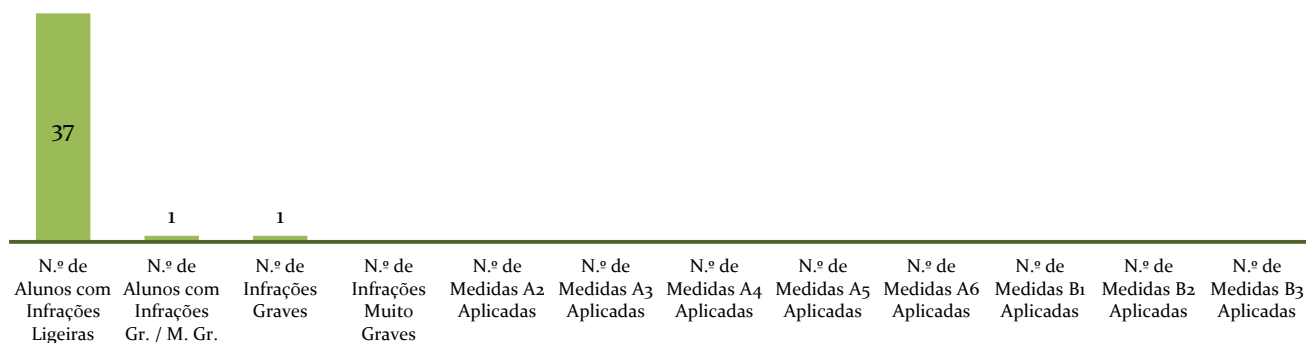 37
1
1
N.º de
Alunos com
Infrações
Ligeiras
N.º de
Alunos com
Infrações
Gr. / M. Gr.
N.º de
Infrações
Graves
N.º de
Infrações
Muito
Graves
N.º de
Medidas A2
Aplicadas
N.º de
Medidas A3
Aplicadas
N.º de
Medidas A4
Aplicadas
N.º de
Medidas A5
Aplicadas
N.º de
Medidas A6
Aplicadas
N.º de
Medidas B1
Aplicadas
N.º de
Medidas B2
Aplicadas
N.º de
Medidas B3
Aplicadas